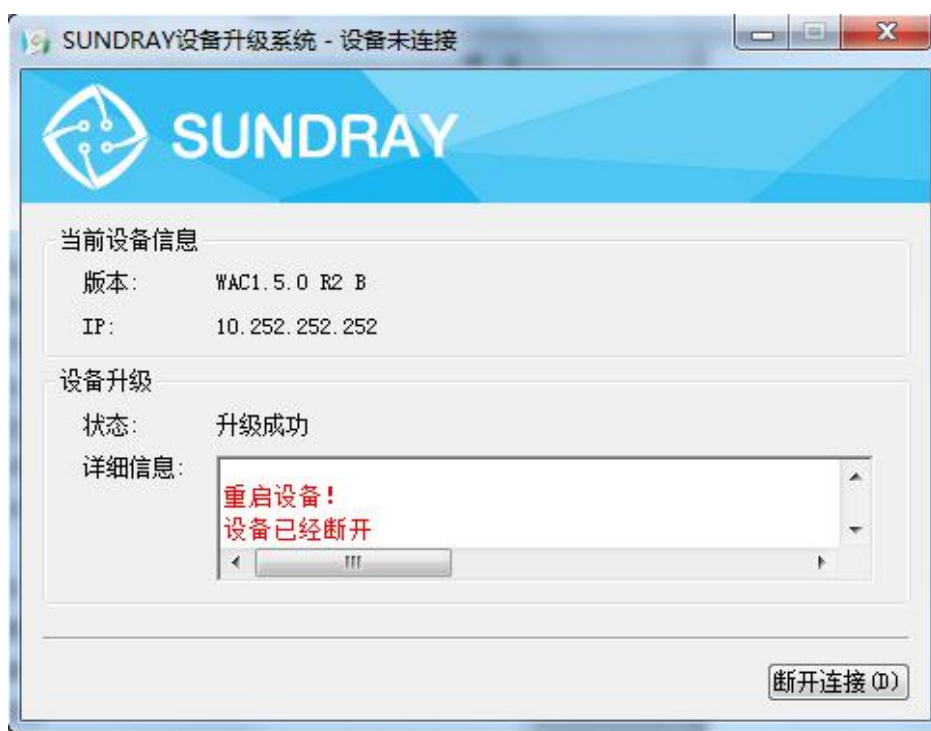 SUNDRAY设备升级系统 - 设备未连接
SUNDRAY
当前设备信息
版本: WAC1.5.0 R2 B
IP: 10.252.252.252
设备升级
状态: 升级成功
详细信息:
重启设备!
设备已经断开
断开连接(D)